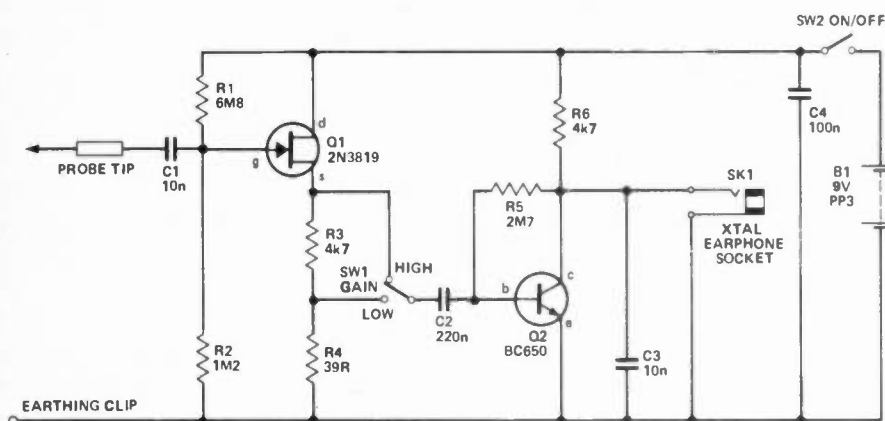 SW2 ON/OFF
R1
6M8
d
Q1
2N3819
g
s
PROBE TIP
C1
10n
R3
4k7
SW1
GAIN
HIGH
LOW
C2
220n
R5
2M7
R6
4k7
b
c
e
Q2
BC650
SK1
XTAL
EARPHONE
SOCKET
C4
100n
B1
9V
PP3
C3
10n
R2
1M2
R4
39R
EARTHING CLIP